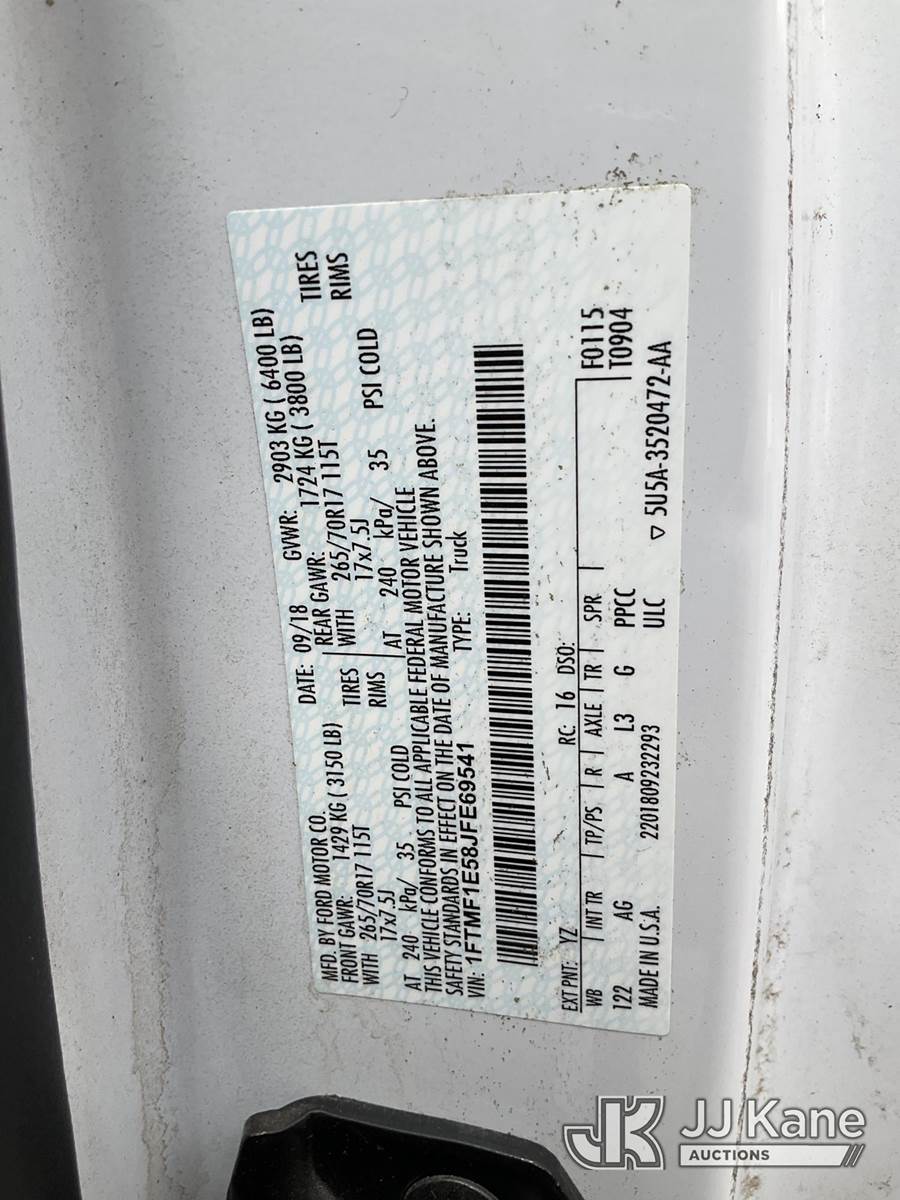 MFD. BY FORD MOTOR CO. DATE: 09/18 GVWR: 2903 KG ( 6400 LB)
FRONT GAWR: 1429 KG ( 3150 LB) REAR GAWR: 1724 KG ( 3800 LB)
WITH 265/70R17 115T TIRES WITH 265/70R17 115T TIRES
17x7.5J RIMS 17x7.5J RIMS
AT 240 kPa/ 35 PSI COLD AT 240 kPa/ 35 PSI COLD
THIS VEHICLE CONFORMS TO ALL APPLICABLE FEDERAL MOTOR VEHICLE
SAFETY STANDARDS IN EFFECT ON THE DATE OF MANUFACTURE SHOWN ABOVE.
VIN: 1FTMF1E58JFE69541 TYPE: Truck
EXT PNT: YZ RC: 16 DSO: F0115
WB INT TR TP/PS R AXLE TR SPR T0904
122 AG A L3 G PPCC
ULC
MADE IN U.S.A. 2201809232293 ▽ 5U5A-3520472-AA
JK JJ Kane
AUCTIONS